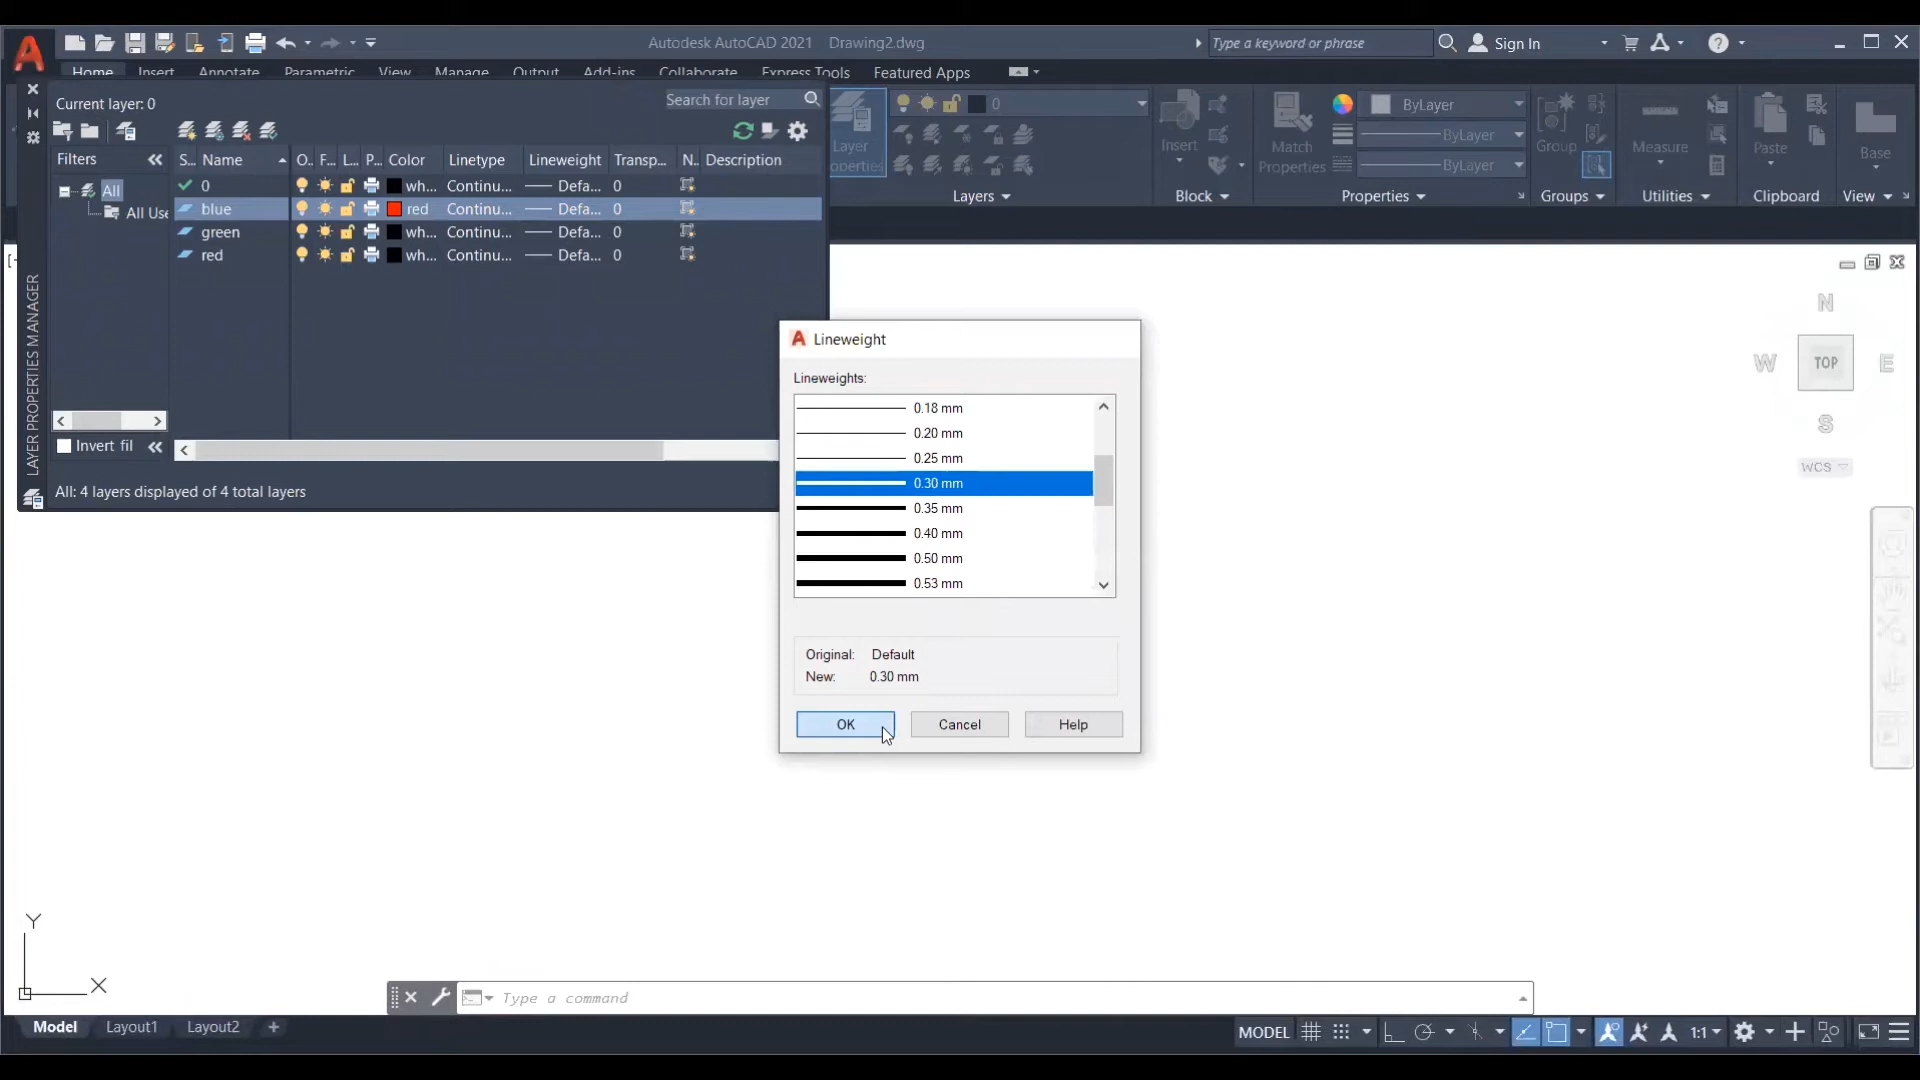 Autodesk AutoCAD 2021 Drawing2.dwg
Type a keyword or phrase
Sign In
Home Insert Annotate Parametric View Manage Output Add-ins Collaborate Express Tools Featured Apps
Current layer: 0
Search for layer
Filters
S.. Name O. F... L... P... Color Linetype Lineweight Transp... N. Description
All
All Use
0 wh... Continu... Defa... 0
blue red Continu... Defa... 0
green wh... Continu... Defa... 0
red wh... Continu... Defa... 0
Invert fil
All: 4 layers displayed of 4 total layers
LAYER PROPERTIES MANAGER
Layer
Properties
0
Layers
Insert
Block
Match
Properties
ByLayer
ByLayer
ByLayer
Properties
Group
Groups
Measure
Utilities
Paste
Clipboard
Base
View
Lineweight
Lineweights:
0.18 mm
0.20 mm
0.25 mm
0.30 mm
0.35 mm
0.40 mm
0.50 mm
0.53 mm
Original: Default
New: 0.30 mm
OK Cancel Help
N
W TOP E
S
WCS
Y
X
Type a command
Model Layout1 Layout2 +
MODEL
1:1